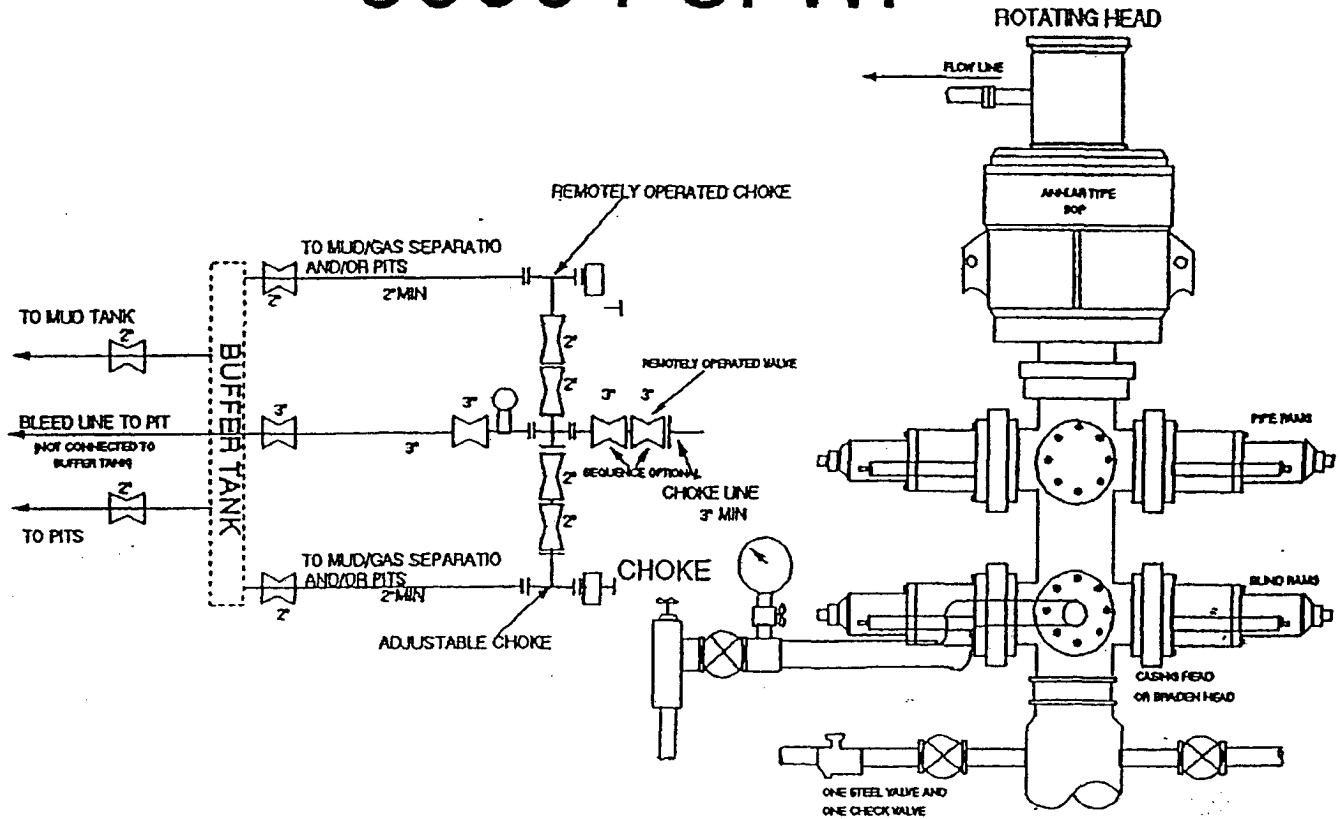 ROTATING HEAD
FLOW LINE
ANNLAR TYPE
BOP
REMOTELY OPERATED CHOKE
TO MUD/GAS SEPARATIO
AND/OR PITS
2" MIN
2"
TO MUD TANK
2"
2"
2"
REMOTELY OPERATED VALVE
BUFFER TANK
3"
3"
3"
3"
BLEED LINE TO PIT
(NOT CONNECTED TO
BUFFER TANK)
3"
PIPE RAMS
SEQUENCE OPTIONAL
2"
CHOKE LINE
3" MIN
2"
2"
TO PITS
TO MUD/GAS SEPARATIO
AND/OR PITS
2" MIN
2"
CHOKE
BLIND RAMS
ADJUSTABLE CHOKE
CASING HEAD
OR BRADEN HEAD
ONE STEEL VALVE AND
ONE CHECK VALVE